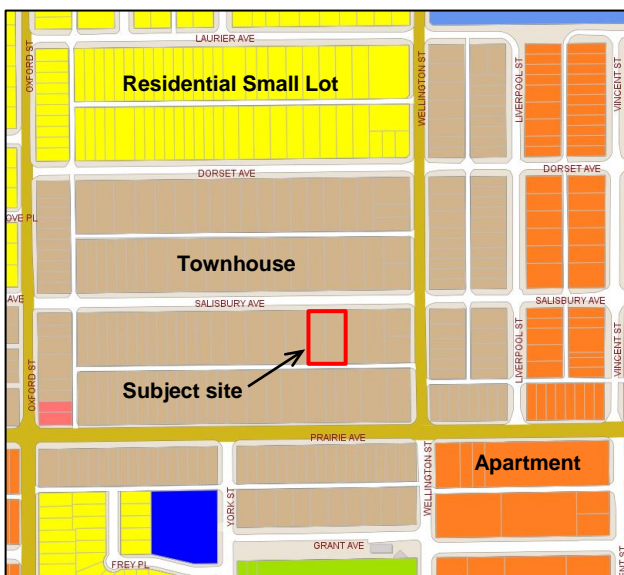 LAURIER AVE
OXFORD ST
Residential Small Lot
WELLINGTON ST
LIVERPOOL ST
VINCENT ST
DORSET AVE
DORSET AVE
OVE PL
Townhouse
AVE
SALISBURY AVE
SALISBURY AVE
OXFORD ST
Subject site
LIVERPOOL ST
VINCENT ST
PRAIRIE AVE
YORK ST
WELLINGTON ST
Apartment
GRANT AVE
FREY PL
ENT ST